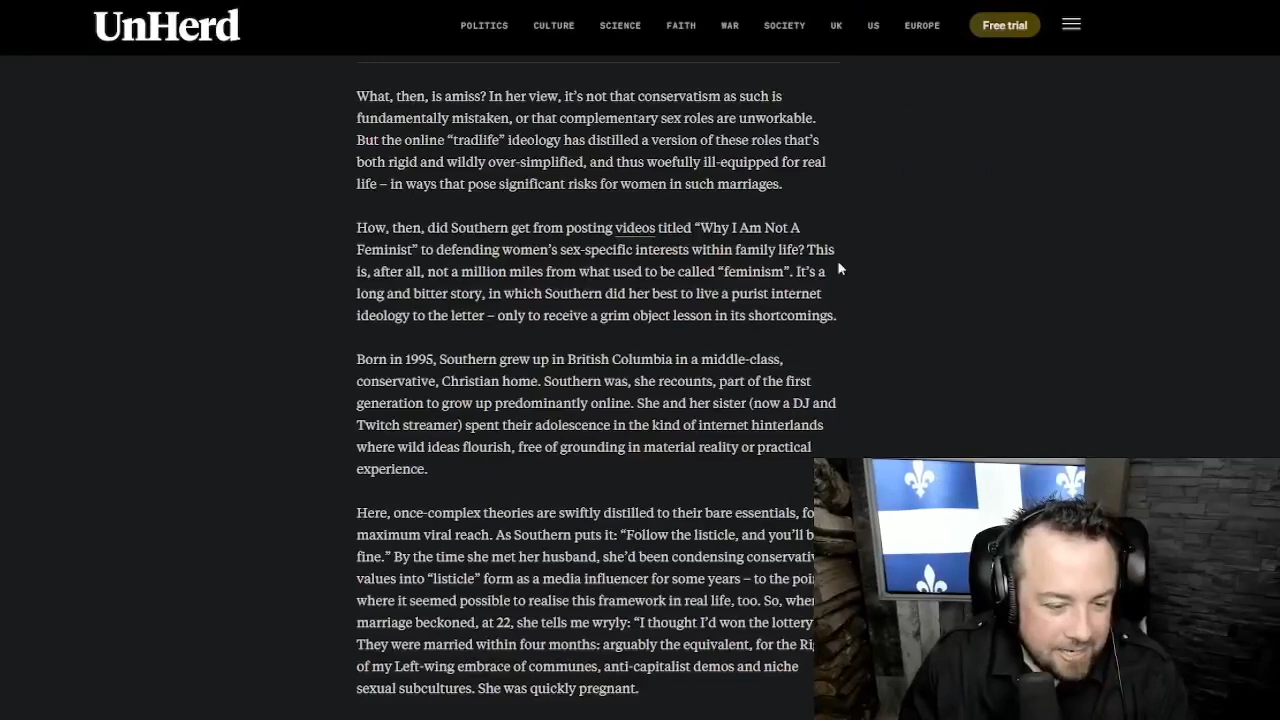 UnHerd
POLITICS CULTURE SCIENCE FAITH WAR SOCIETY UK US EUROPE Free trial
What, then, is amiss? In her view, it’s not that conservatism as such is
fundamentally mistaken, or that complementary sex roles are unworkable.
But the online “tradlife” ideology has distilled a version of these roles that’s
both rigid and wildly over-simplified, and thus woefully ill-equipped for real
life – in ways that pose significant risks for women in such marriages.
How, then, did Southern get from posting videos titled “Why I Am Not A
Feminist” to defending women’s sex-specific interests within family life? This
is, after all, not a million miles from what used to be called “feminism”. It’s a
long and bitter story, in which Southern did her best to live a purist internet
ideology to the letter – only to receive a grim object lesson in its shortcomings.
Born in 1995, Southern grew up in British Columbia in a middle-class,
conservative, Christian home. Southern was, she recounts, part of the first
generation to grow up predominantly online. She and her sister (now a DJ and
Twitch streamer) spent their adolescence in the kind of internet hinterlands
where wild ideas flourish, free of grounding in material reality or practical
experience.
Here, once-complex theories are swiftly distilled to their bare essentials, fo
maximum viral reach. As Southern puts it: “Follow the listicle, and you’ll b
fine.” By the time she met her husband, she’d been condensing conservativ
values into “listicle” form as a media influencer for some years – to the poi
where it seemed possible to realise this framework in real life, too. So, whe
marriage beckoned, at 22, she tells me wryly: “I thought I’d won the lottery
They were married within four months: arguably the equivalent, for the Ri
of my Left-wing embrace of communes, anti-capitalist demos and niche
sexual subcultures. She was quickly pregnant.